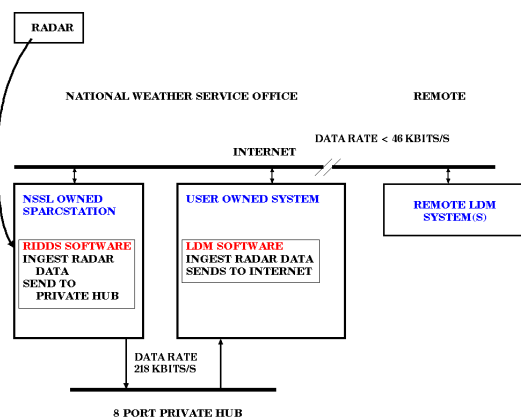 RADAR
NATIONAL WEATHER SERVICE OFFICE
REMOTE
DATA RATE < 46 KBITS/S
INTERNET
NSSL OWNED
SPARCSTATION
RIDDS SOFTWARE
INGEST RADAR
DATA
SEND TO
PRIVATE HUB
USER OWNED SYSTEM
LDM SOFTWARE
INGEST RADAR DATA
SENDS TO INTERNET
REMOTE LDM
SYSTEM(S)
DATA RATE
218 KBITS/S
8 PORT PRIVATE HUB